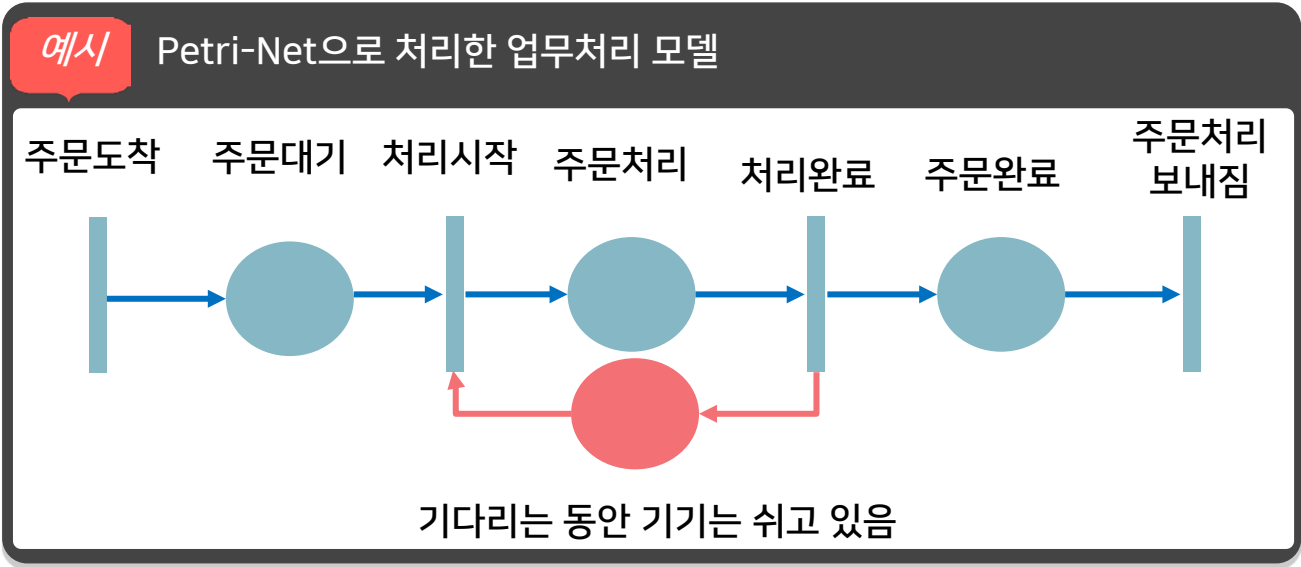 예시
Petri-Net으로 처리한 업무처리 모델
주문도착
주문대기
처리시작
주문처리
처리완료
주문완료
주문처리
보내짐
기다리는 동안 기기는 쉬고 있음